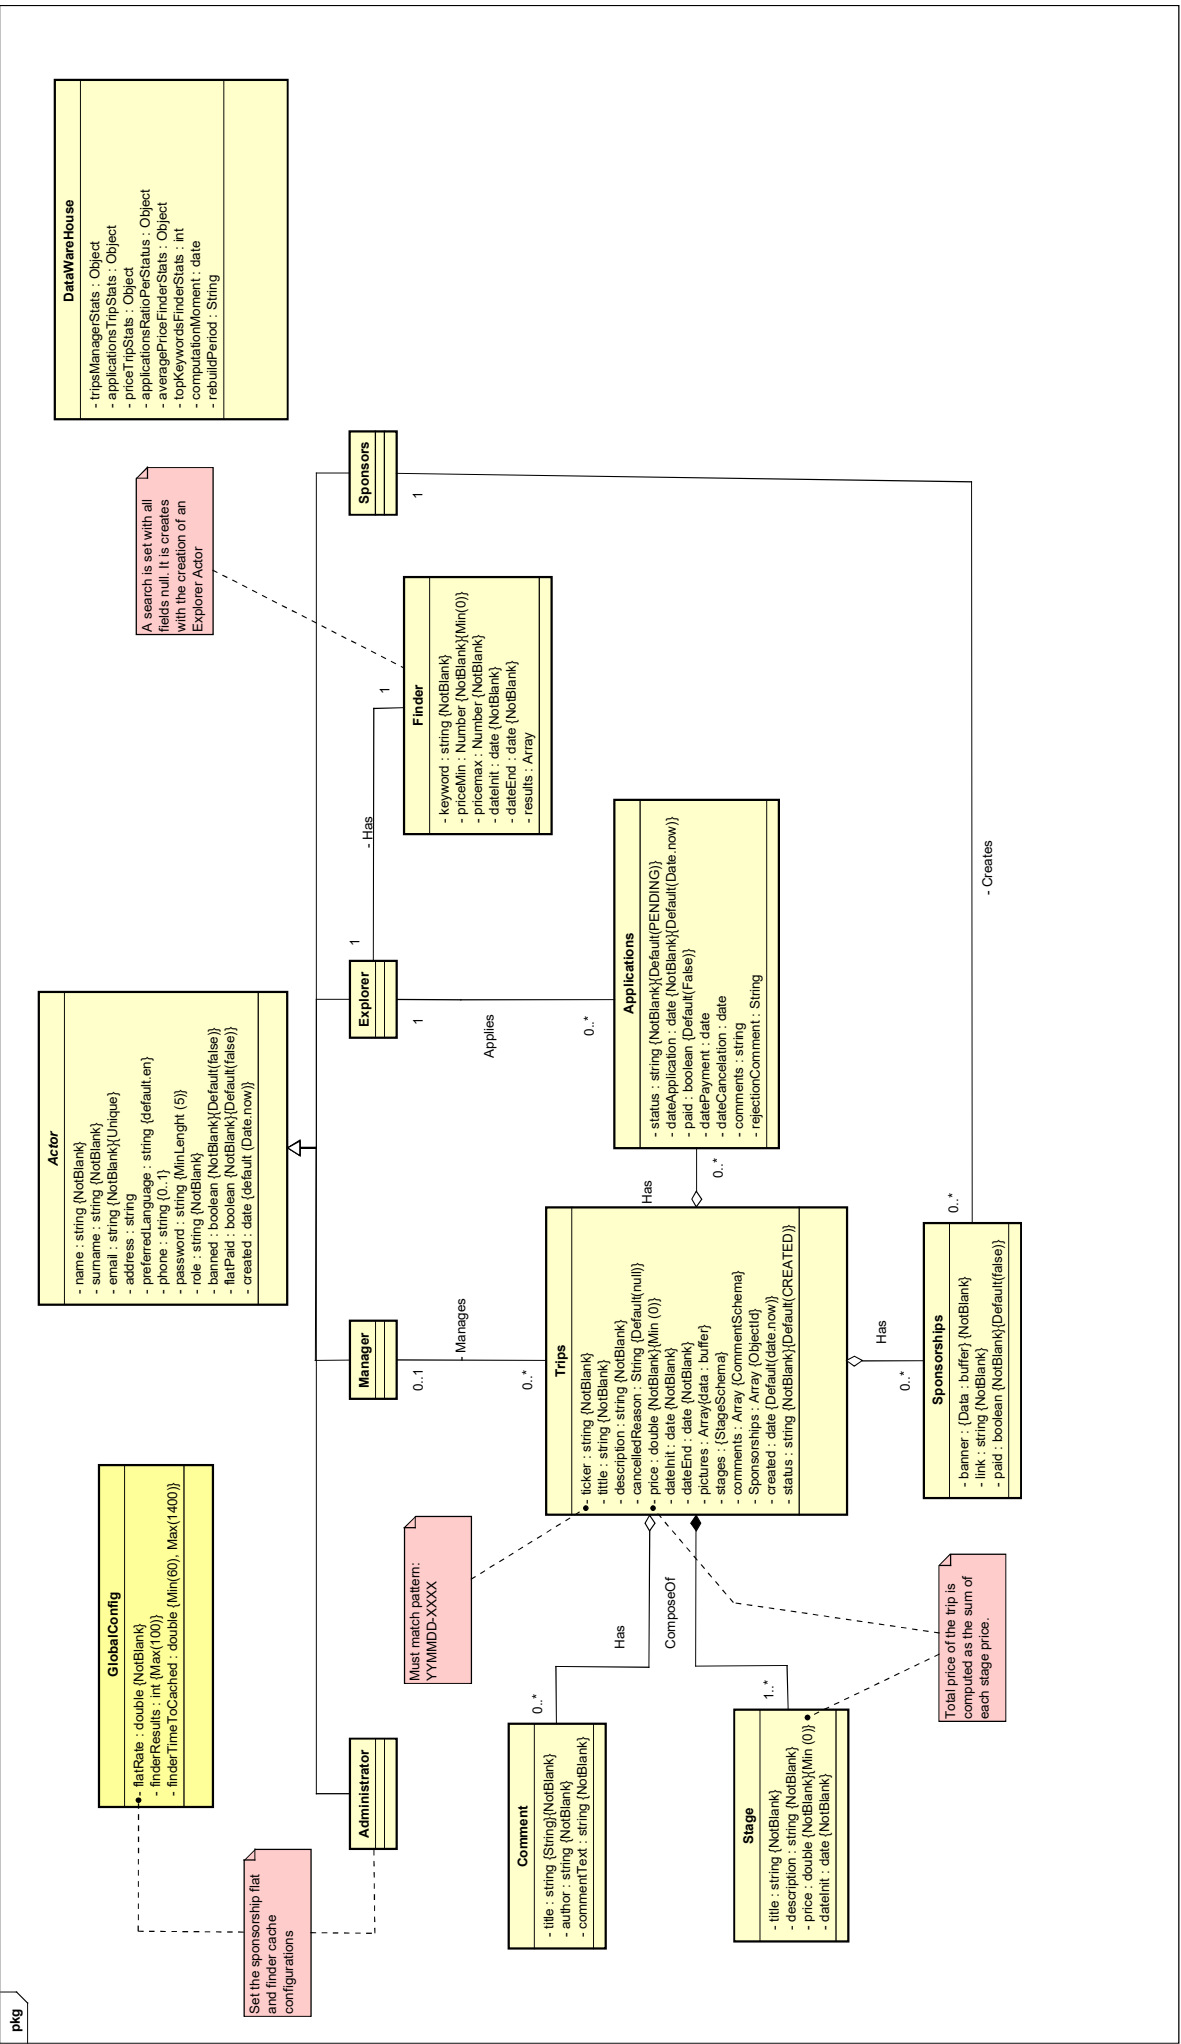 pkg
GlobalConfig
- flatRate : double {NotBlank}
- finderResults : int {Max(100)}
- finderTimeToCached : double {Min(60), Max(1400)}
Set the sponsorship flat
and finder cache
configurations
Actor
- name : string {NotBlank}
- surname : string {NotBlank}
- email : string {NotBlank}{Unique}
- address : string
- preferredLanguage : string {default.en}
- phone : string {0..1}
- password : string {MinLenght (5)}
- role : string {NotBlank}
- banned : boolean {NotBlank}{Default(false)}
- flatPaid : boolean {NotBlank}{Default(false)}
- created : date {default (Date.now)}
DataWareHouse
- tripsManagerStats : Object
- applicationsTripStats : Object
- priceTripStats : Object
- applicationsRatioPerStatus : Object
- averagePriceFinderStats : Object
- topKeywordsFinderStats : int
- computationMoment : date
- rebuildPeriod : String
A search is set with all
fields null. It is creates
with the creation of an
Explorer Actor
Administrator
Manager
Explorer
Sponsors
0..1
- Manages
0..*
1
Applies
0..*
1
- Has
1
1
- Creates
0..*
Finder
- keyword : string {NotBlank}
- priceMin : Number {NotBlank}{Min(0)}
- pricemax : Number {NotBlank}
- dateInit : date {NotBlank}
- dateEnd : date {NotBlank}
- results : Array
Must match pattern:
YYMMDD-XXXX
Trips
- ticker : string {NotBlank}
- tittle : string {NotBlank}
- description : string {NotBlank}
- cancelledReason : String {Default(null)}
- price : double {NotBlank}{Min (0)}
- dateInit : date {NotBlank}
- dateEnd : date {NotBlank}
- pictures : Array{data : buffer}
- stages : {StageSchema}
- comments : Array {CommentSchema}
- Sponsorships : Array {ObjectId}
- created : date {Default(date.now)}
- status : string {NotBlank}{Default(CREATED)}
Applications
- status : string {NotBlank}{Default(PENDING)}
- dateApplication : date {NotBlank}{Default(Date.now)}
- paid : boolean {Default(False)}
- datePayment : date
- dateCancelation : date
- comments : string
- rejectionComment : String
Has
0..*
Has
0..*
ComposeOf
1..*
Has
0..*
Comment
- title : string {String}{NotBlank}
- author : string {NotBlank}
- commentText : string {NotBlank}
Stage
- title : string {NotBlank}
- description : string {NotBlank}
- price : double {NotBlank}{Min (0)}
- dateInit : date {NotBlank}
Total price of the trip is
computed as the sum of
each stage price.
Sponsorships
- banner : {Data : buffer} {NotBlank}
- link : string {NotBlank}
- paid : boolean {NotBlank}{Default(false)}